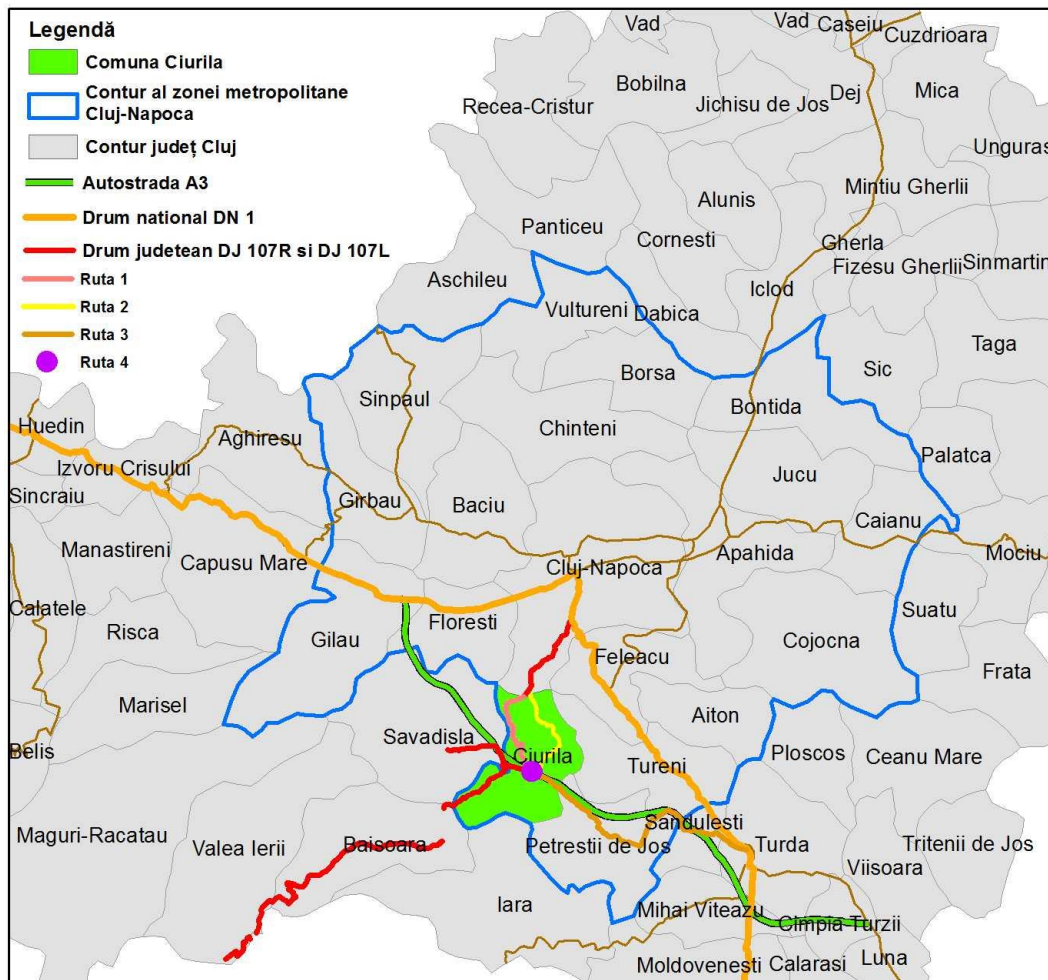 Legendă
Comuna Ciurila
Contur al zonei metropolitane
Cluj-Napoca
Contur județ Cluj
Autostrada A3
Drum national DN 1
Drum judetean DJ 107R si DJ 107L
Ruta 1
Ruta 2
Ruta 3
Ruta 4
Vad
Vad
Caseiu
Cuzdrioara
Bobilna
Recea-Cristur
Jichisu de Jos
Dej
Mica
Unguras
Mintiu Gherlii
Alunis
Panticeu
Cornesti
Gherla
Fizesu Gherlii
Sinmartin
Aschileu
Iclod
Vultureni
Dabica
Taga
Sic
Borsa
Sinpaul
Bontida
Huedin
Aghiresu
Chinteni
Palatca
Izvoru Crisului
Jucu
Sincraiu
Girbau
Baciu
Caianu
Manastireni
Capusu Mare
Apahida
Mociu
Cluj-Napoca
Calatele
Suatu
Risca
Floresti
Gilau
Cojocna
Feleacu
Frata
Marisel
Aiton
Savadisla
Belis
Ciurila
Ploscos
Ceanu Mare
Tureni
Sandulesti
Maguri-Racatau
Valea Ierii
Baisoara
Petrestii de Jos
Turda
Tritenii de Jos
Viisoara
Iara
Mihai Viteazu
Cimpia Turzii
Luna
Moldovenesti
Calarasi